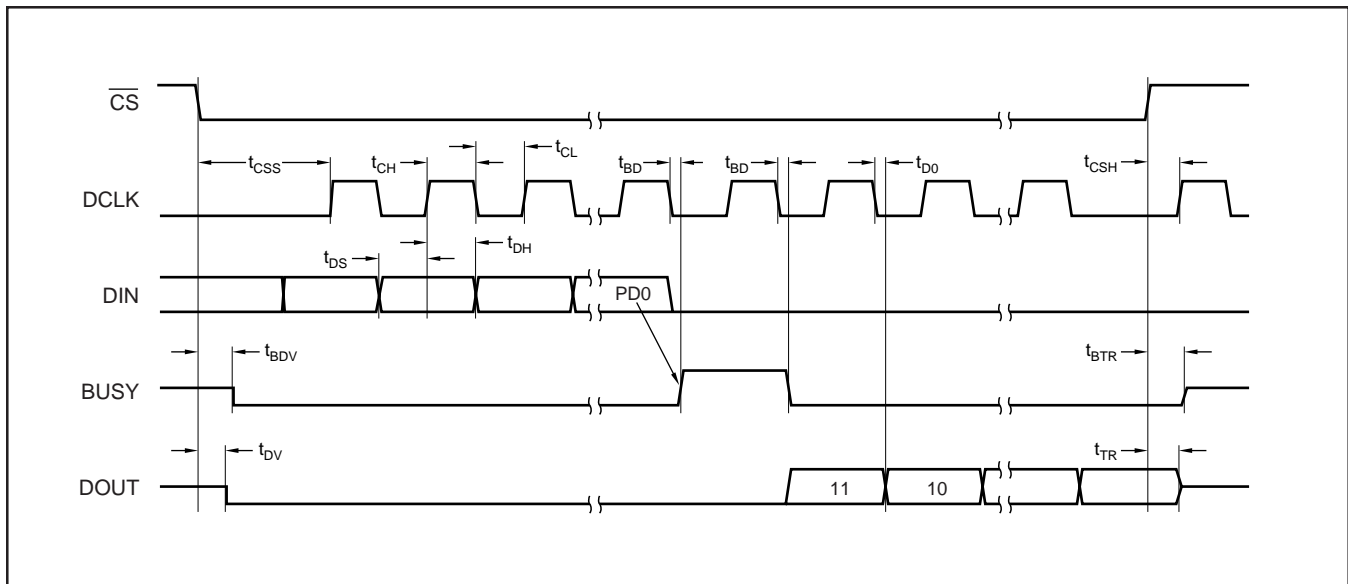 CS
tCSS
tCH
tCL
tBD
tBD
tD0
tCSH
DCLK
tDS
tDH
DIN
PD0
tBDV
tBTR
BUSY
tDV
tTR
DOUT
11
10